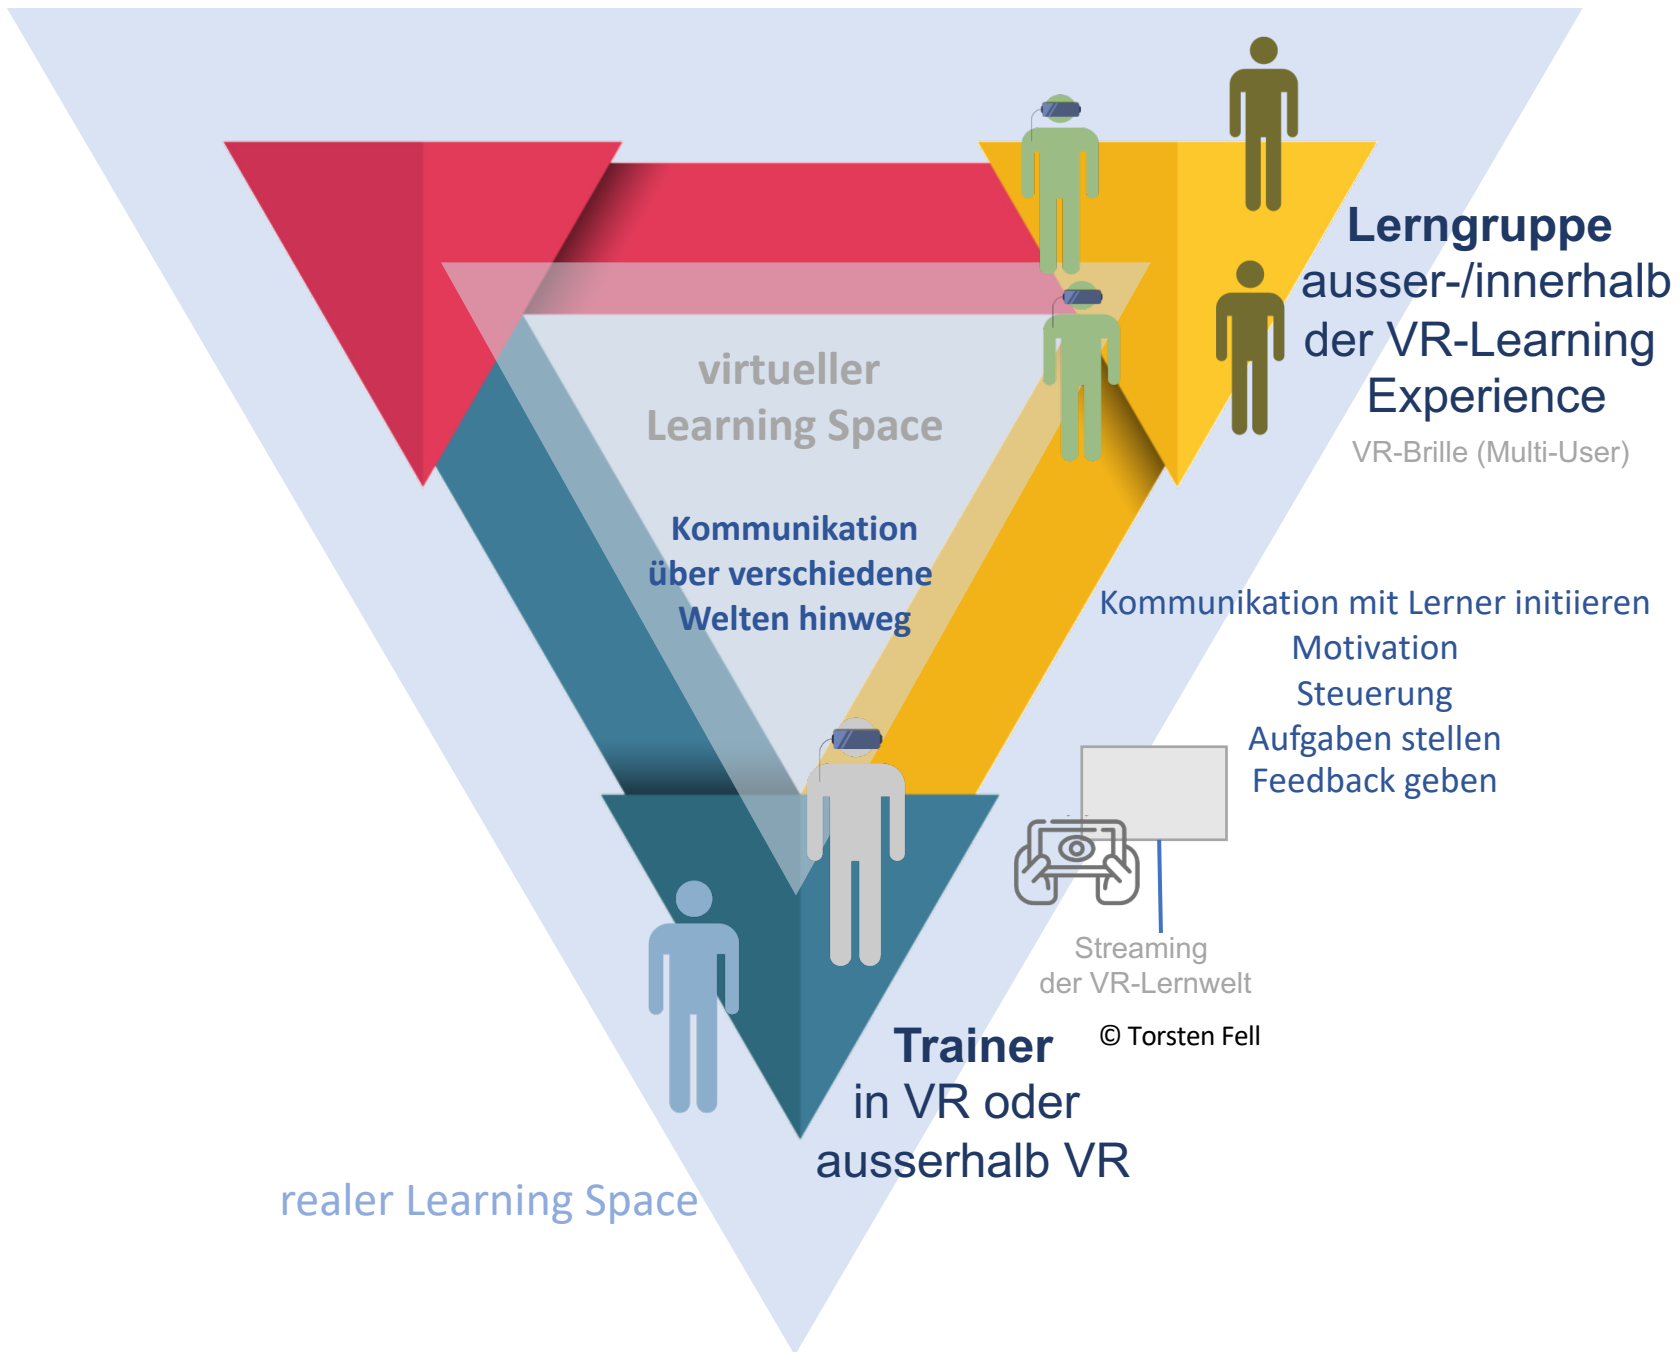 Lerngruppe
ausser-/innerhalb
der VR-Learning
Experience
VR-Brille (Multi-User)
virtueller
Learning Space
Kommunikation
über verschiedene
Welten hinweg
Kommunikation mit Lerner initiieren
Motivation
Steuerung
Aufgaben stellen
Feedback geben
Streaming
der VR-Lernwelt
© Torsten Fell
Trainer
in VR oder
ausserhalb VR
realer Learning Space